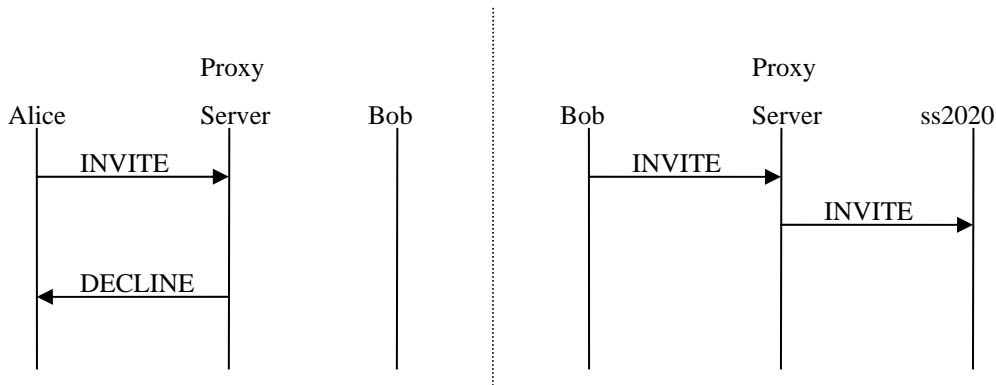 Proxy
Alice Server Bob
INVITE
DECLINE
Proxy
Bob Server ss2020
INVITE
INVITE